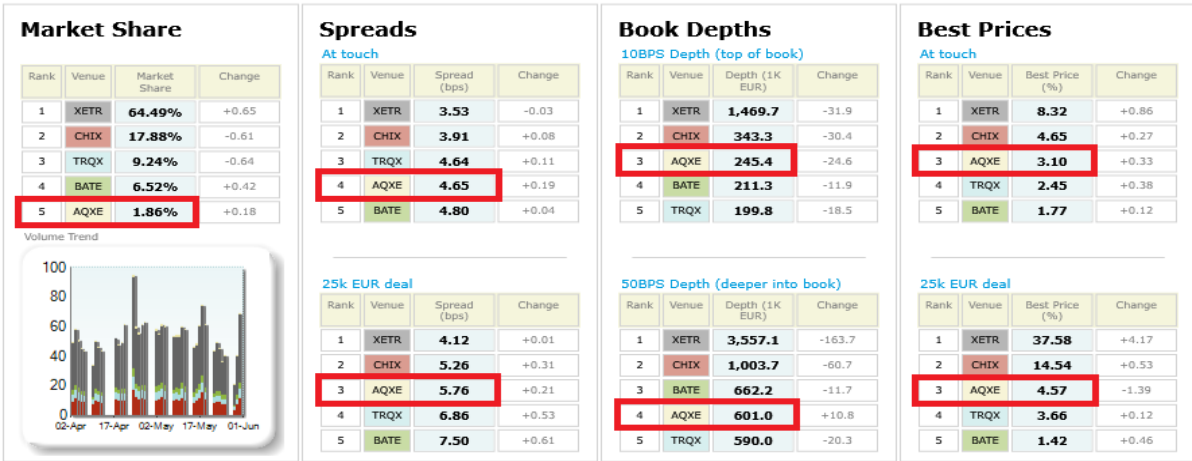 Market Share
Rank Venue Market Share Change
1 XETR 64.49% +0.65
2 CHIX 17.88% -0.61
3 TRQX 9.24% -0.64
4 BATE 6.52% +0.42
5 AQXE 1.86% +0.18
Volume Trend
100
80
60
40
20
0
02-Apr 17-Apr 02-May 17-May 01-Jun
Spreads
At touch
Rank Venue Spread (bps) Change
1 XETR 3.53 -0.03
2 CHIX 3.91 +0.08
3 TRQX 4.64 +0.11
4 AQXE 4.65 +0.19
5 BATE 4.80 +0.04
25k EUR deal
Rank Venue Spread (bps) Change
1 XETR 4.12 +0.01
2 CHIX 5.26 +0.31
3 AQXE 5.76 +0.21
4 TRQX 6.86 +0.53
5 BATE 7.50 +0.61
Book Depths
10BPS Depth (top of book)
Rank Venue Depth (1K EUR) Change
1 XETR 1,469.7 -31.9
2 CHIX 343.3 -30.4
3 AQXE 245.4 -24.6
4 BATE 211.3 -11.9
5 TRQX 199.8 -18.5
50BPS Depth (deeper into book)
Rank Venue Depth (1K EUR) Change
1 XETR 3,557.1 -163.7
2 CHIX 1,003.7 -60.7
3 BATE 662.2 -11.7
4 AQXE 601.0 +10.8
5 TRQX 590.0 -20.3
Best Prices
At touch
Rank Venue Best Price (%) Change
1 XETR 8.32 +0.86
2 CHIX 4.65 +0.27
3 AQXE 3.10 +0.33
4 TRQX 2.45 +0.38
5 BATE 1.77 +0.12
25k EUR deal
Rank Venue Best Price (%) Change
1 XETR 37.58 +4.17
2 CHIX 14.54 +0.53
3 AQXE 4.57 -1.39
4 TRQX 3.66 +0.12
5 BATE 1.42 +0.46